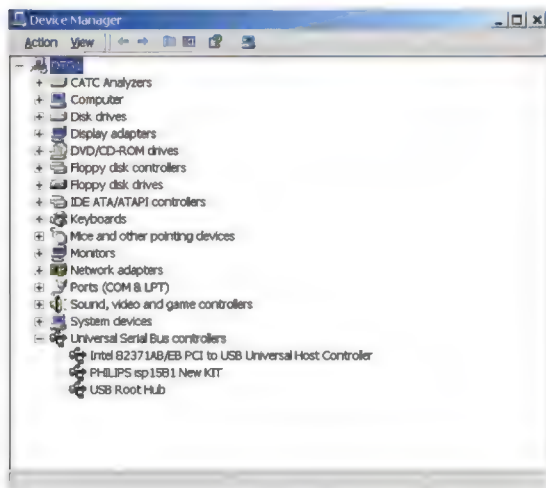 Device Manager
Action View
CATC Analyzers
Computer
Disk drives
Display adapters
DVD/CD-ROM drives
Floppy disk controllers
Floppy disk drives
IDE ATA/ATAPI controllers
Keyboards
Mice and other pointing devices
Monitors
Network adapters
Ports (COM & LPT)
Sound, video and game controllers
System devices
Universal Serial Bus controllers
Intel 82371AB/EB PCI to USB Universal Host Controller
PHILIPS isp1581 New KIT
USB Root Hub